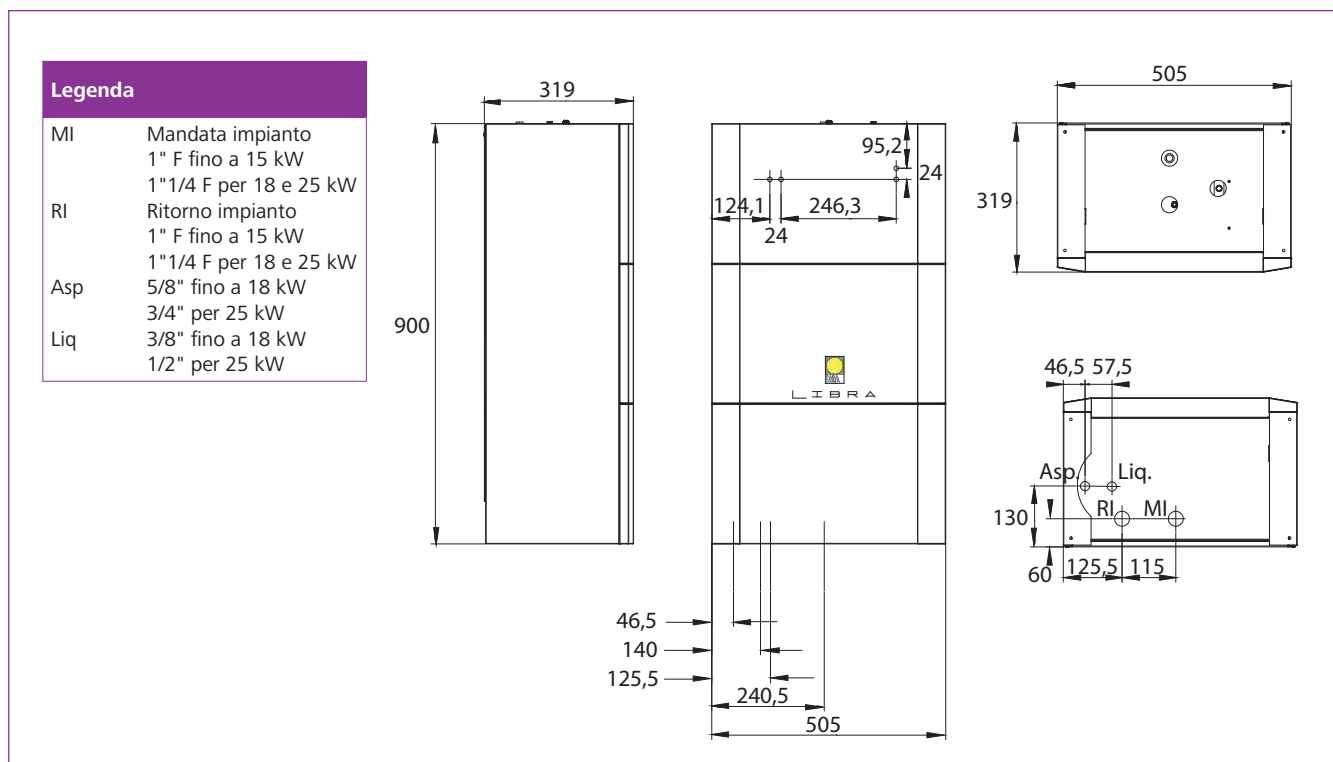 Legenda
MI Mandata impianto
1" F fino a 15 kW
1"1/4 F per 18 e 25 kW
RI Ritorno impianto
1" F fino a 15 kW
1"1/4 F per 18 e 25 kW
Asp 5/8" fino a 18 kW
3/4" per 25 kW
Liq 3/8" fino a 18 kW
1/2" per 25 kW
319
900
95,2
24
124,1
246,3
24
LIBRA
46,5
140
125,5
240,5
505
505
319
46,5
57,5
Asp.
Liq.
RI
MI
130
60
125,5
115